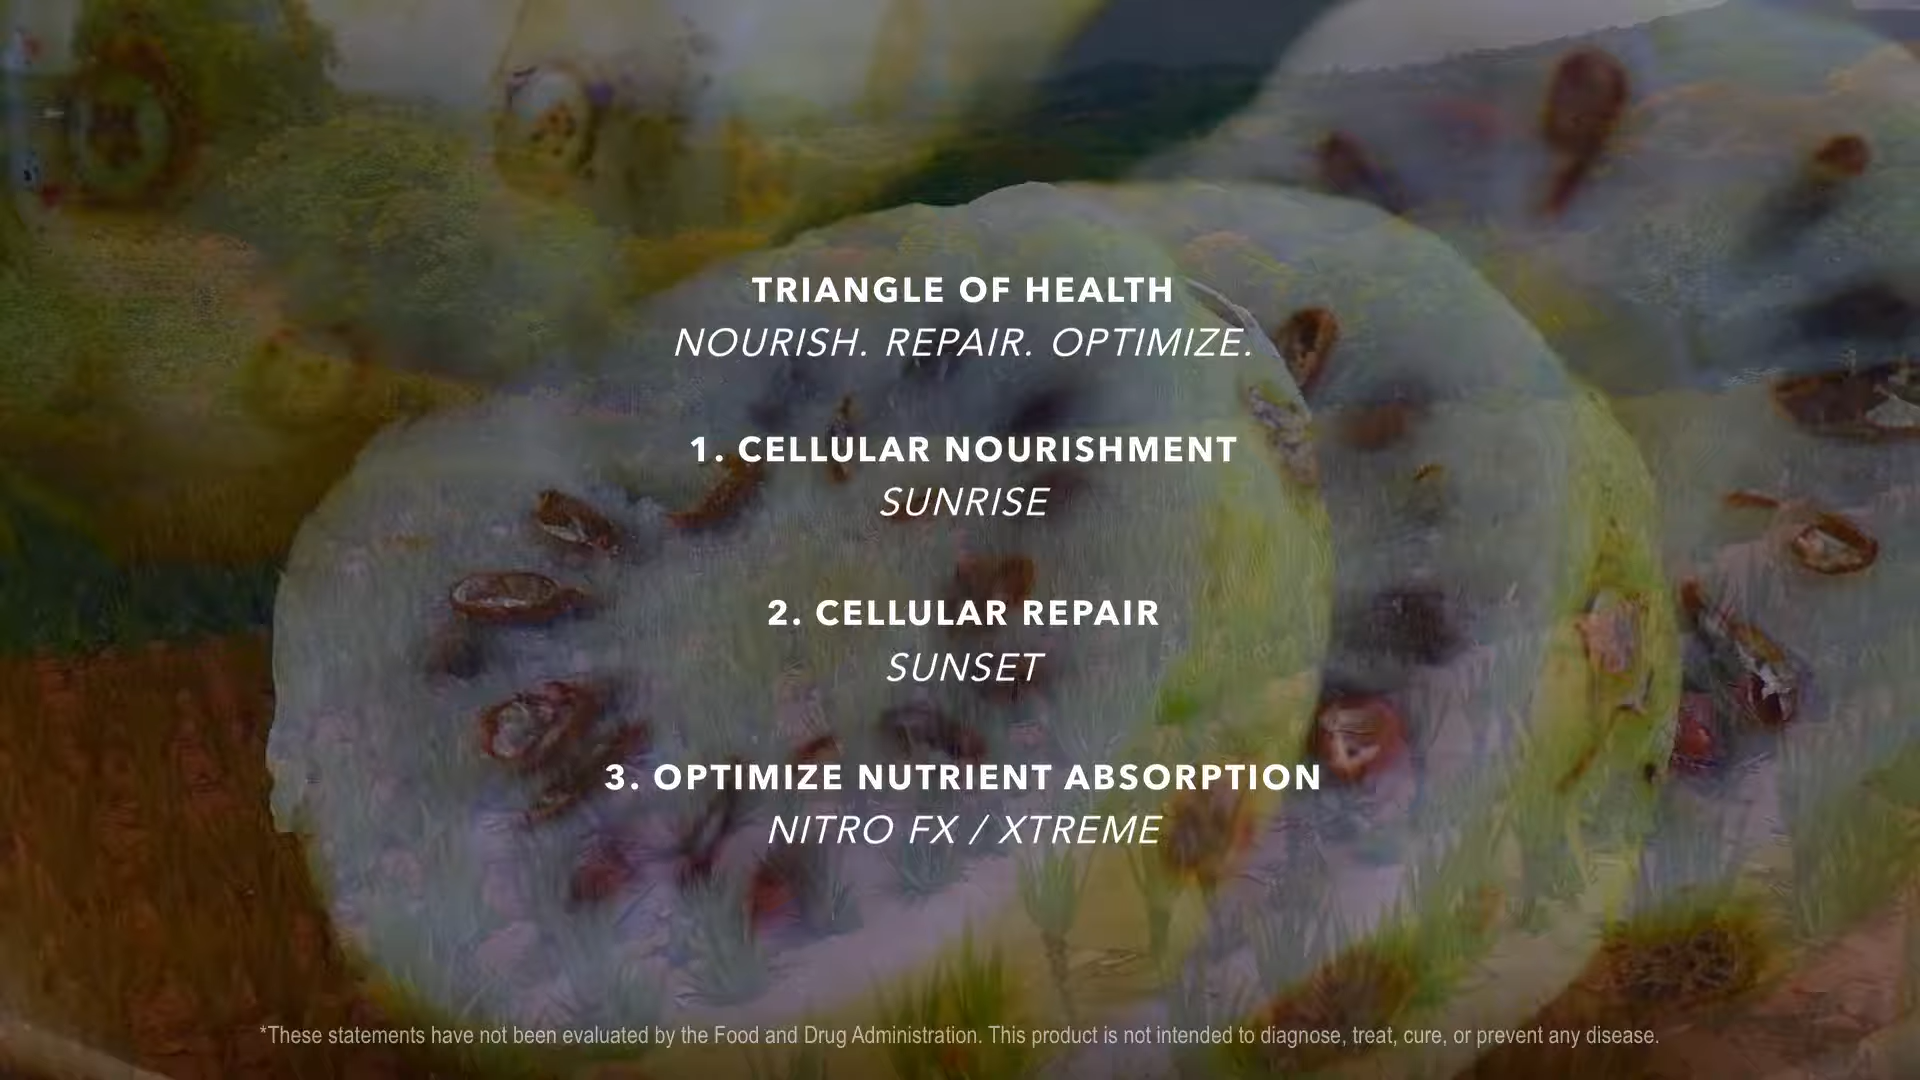 TRIANGLE OF HEALTH
NOURISH. REPAIR. OPTIMIZE.
1. CELLULAR NOURISHMENT
SUNRISE
2. CELLULAR REPAIR
SUNSET
3. OPTIMIZE NUTRIENT ABSORPTION
NITRO FX / XTREME
*These statements have not been evaluated by the Food and Drug Administration. This product is not intended to diagnose, treat, cure, or prevent any disease.